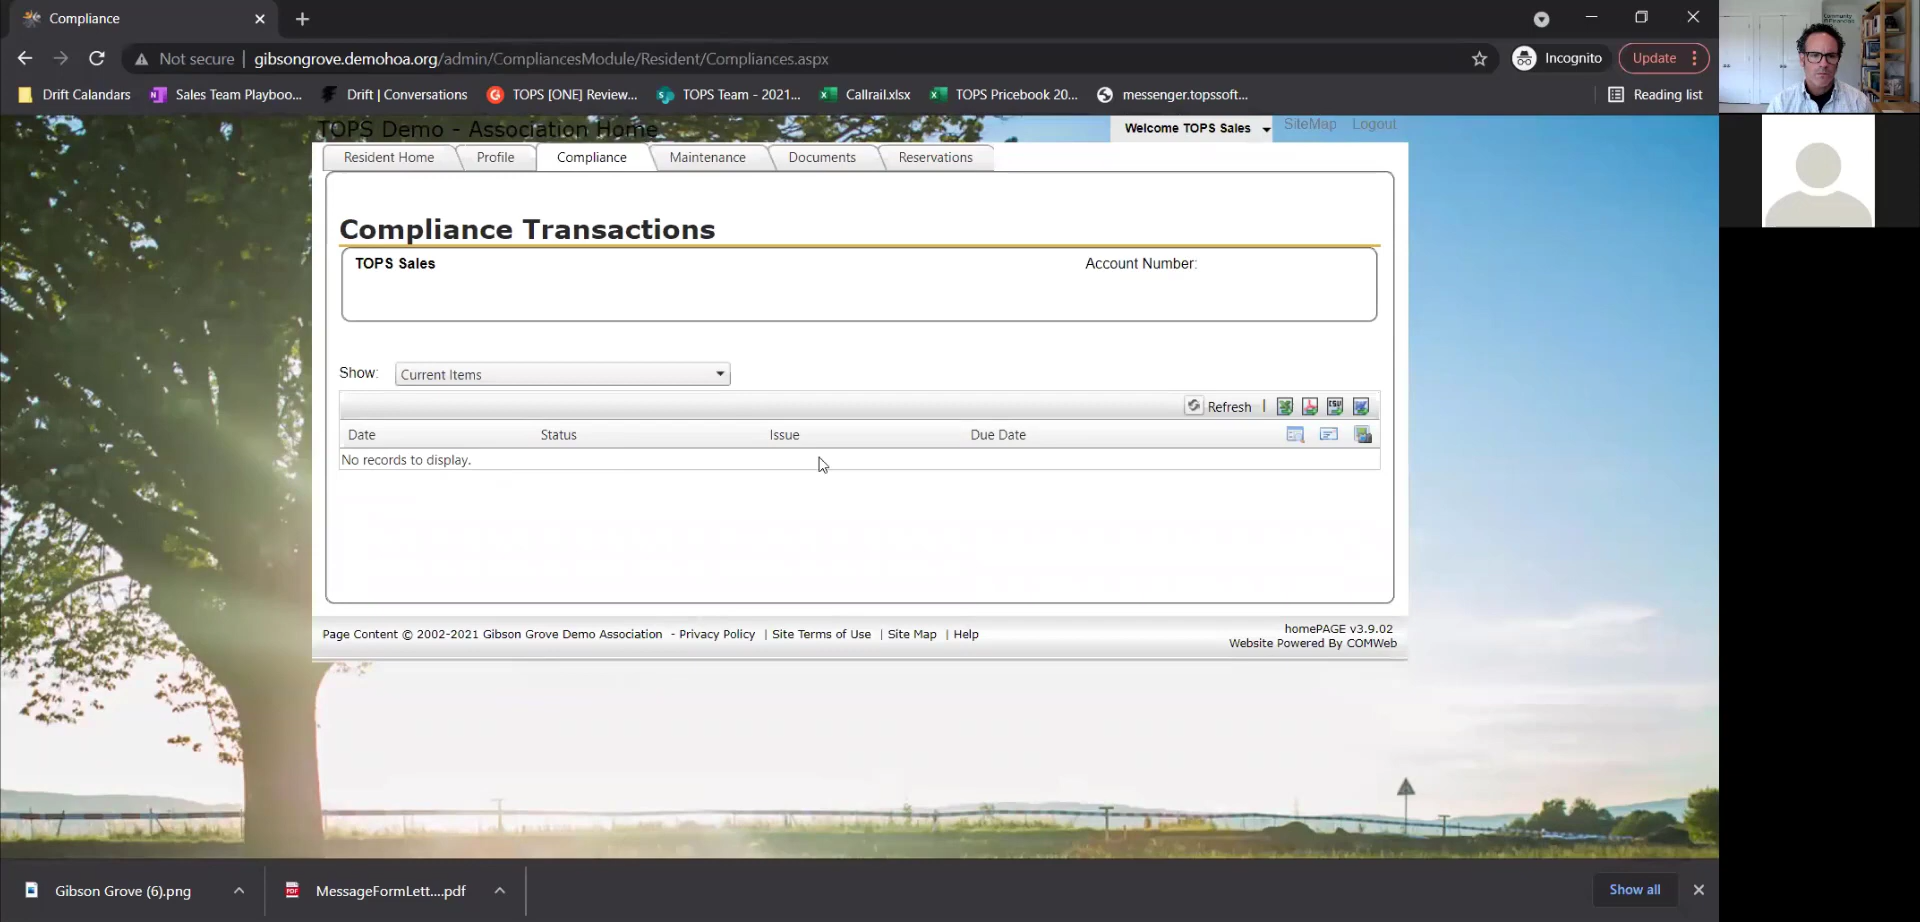 Compliance
Not secure
gibsongrove.demohoa.org/admin/CompliancesModule/Resident/Compliances.aspx
Incognito
Update
Drift Calandars
Sales Team Playboo...
Drift | Conversations
TOPS [ONE] Review...
TOPS Team - 2021...
Callrail.xlsx
TOPS Pricebook 20...
messenger.topssoft...
Reading list
TOPS Demo - Association Home
Welcome TOPS Sales
SiteMap
Logout
Resident Home
Profile
Compliance
Maintenance
Documents
Reservations
Compliance Transactions
TOPS Sales
Account Number:
Show:
Current Items
Refresh
Date
Status
Issue
Due Date
No records to display.
Page Content © 2002-2021 Gibson Grove Demo Association - Privacy Policy | Site Terms of Use | Site Map | Help
homePAGE v3.9.02
Website Powered By COMWeb
Gibson Grove (6).png
MessageFormLett....pdf
Show all